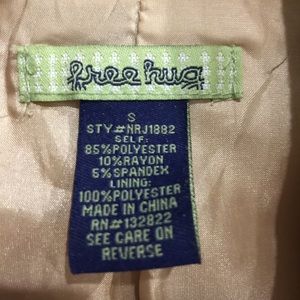 free hug
S
STY#NRJ1882
SELF:
85%POLYESTER
10%RAYON
5%SPANDEX
LINING:
100%POLYESTER
MADE IN CHINA
RN#132822
SEE CARE ON
REVERSE